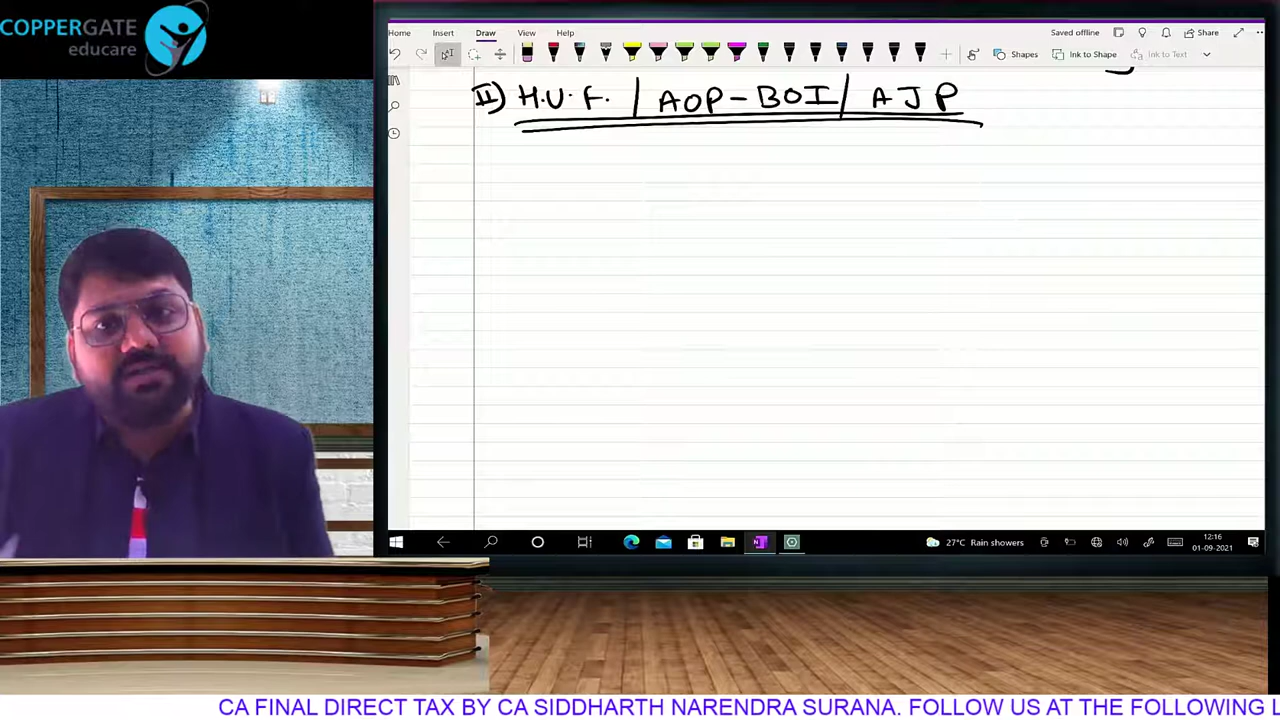 COPPERGATE
educare
Home Insert Draw View Help
Saved offline
Share
Shapes
Ink to Shape
Ink to Text
II) H.U.F. | AOP-BOI | AJP
27°C Rain showers
12:16
01-09-2021
CA FINAL DIRECT TAX BY CA SIDDHARTH NARENDRA SURANA. FOLLOW US AT THE FOLLOWING L